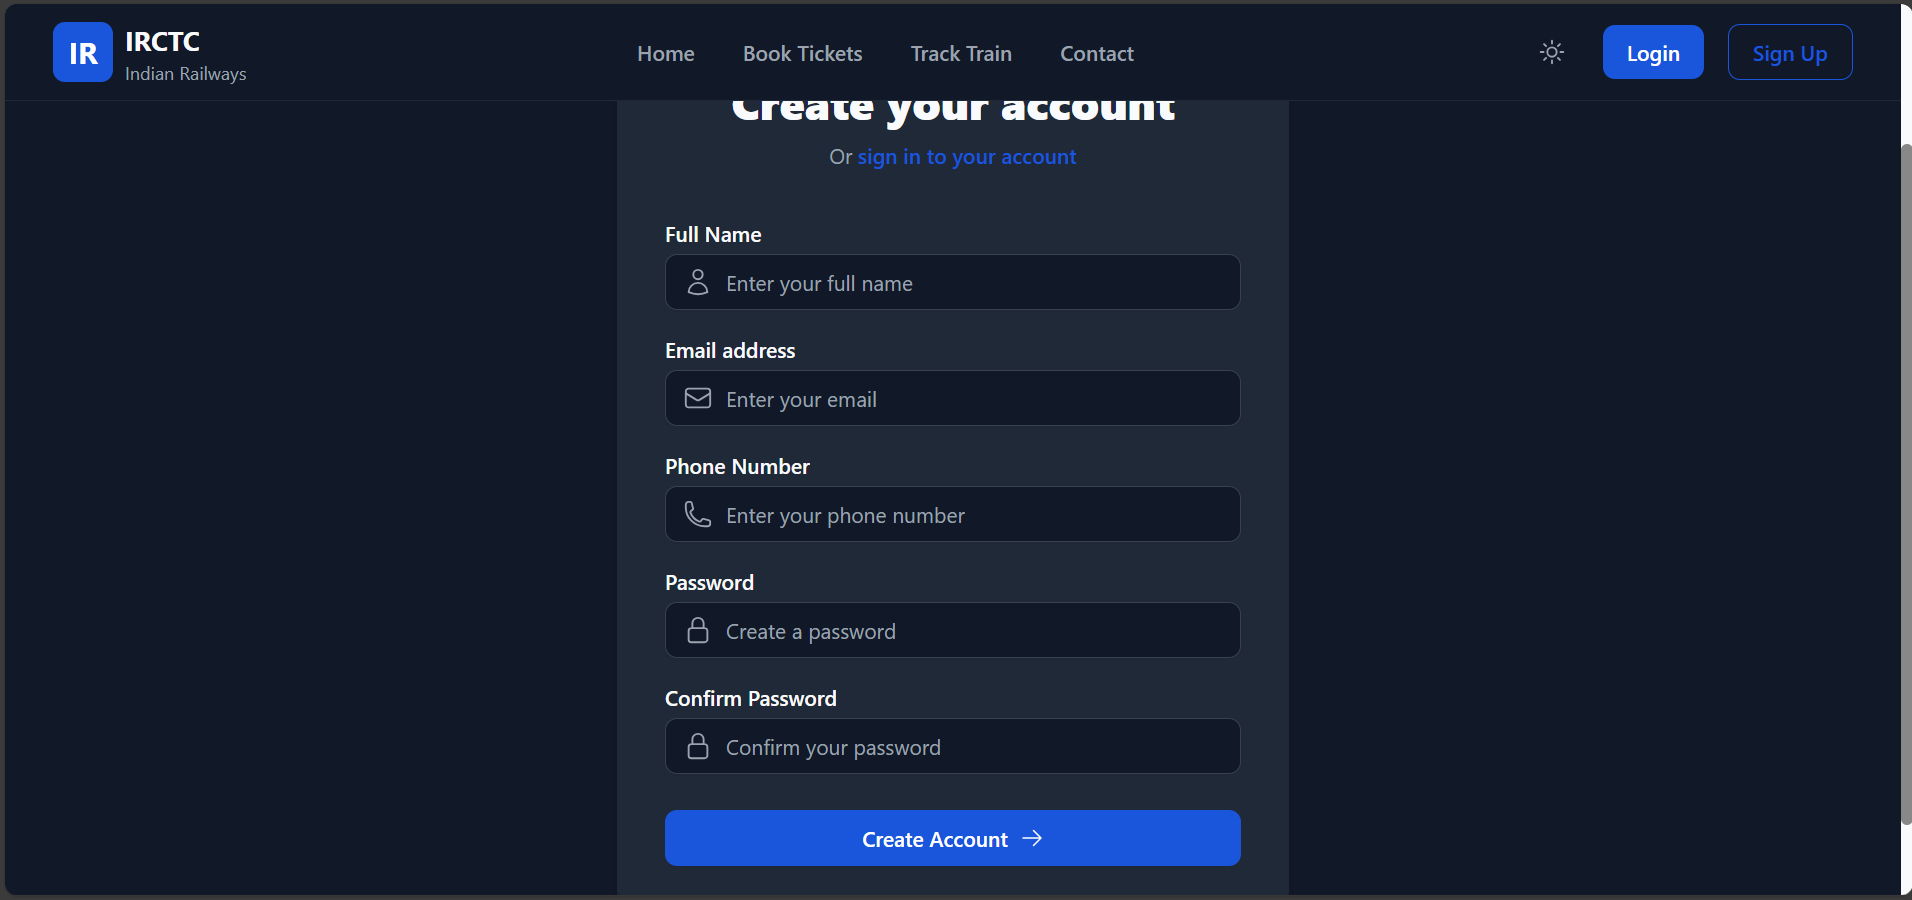 IR
IRCTC
Indian Railways
Home
Book Tickets
Track Train
Contact
Login
Sign Up
Create your account
Or sign in to your account
Full Name
Enter your full name
Email address
Enter your email
Phone Number
Enter your phone number
Password
Create a password
Confirm Password
Confirm your password
Create Account